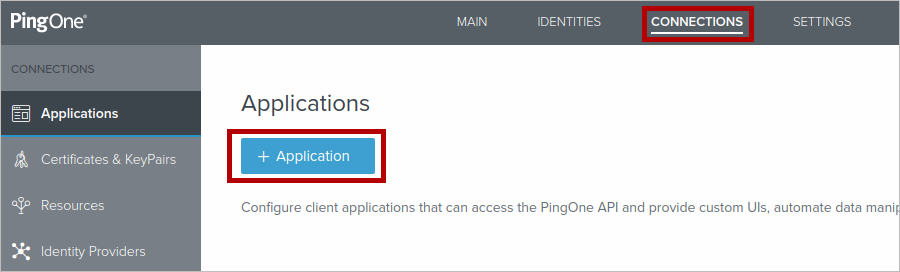 PingOne®
MAIN IDENTITIES CONNECTIONS SETTINGS
CONNECTIONS
Applications
Certificates & KeyPairs
Resources
Identity Providers
Applications
+ Application
Configure client applications that can access the PingOne API and provide custom UIs, automate data manip